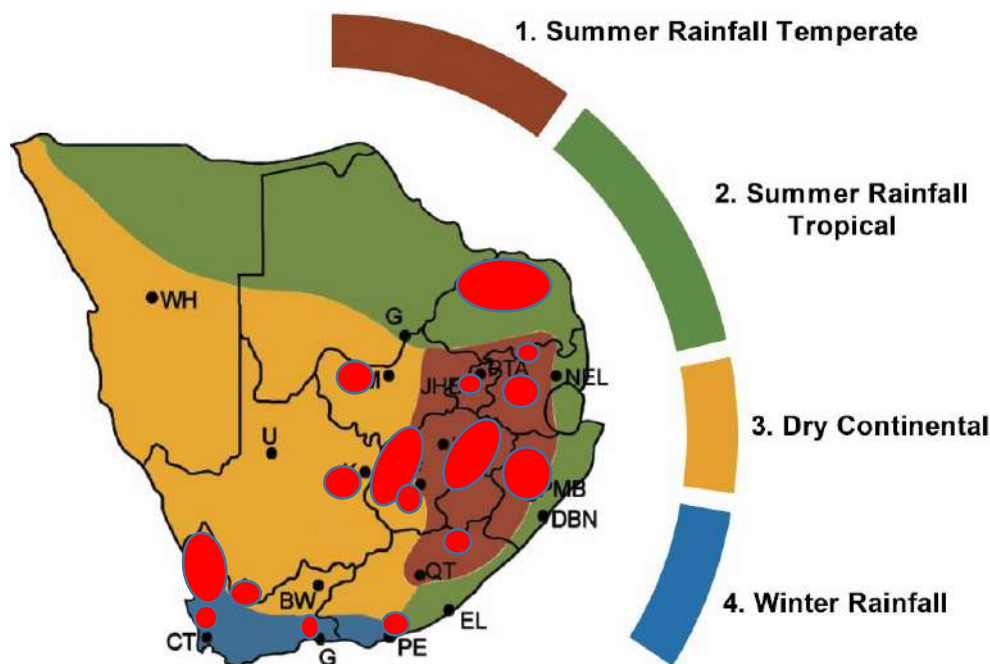 1. Summer Rainfall Temperate
2. Summer Rainfall
Tropical
WH
G
PTA
JHB
NEL
3. Dry Continental
U
PMB
DBN
QT
4. Winter Rainfall
BW
EL
CT
G
PE